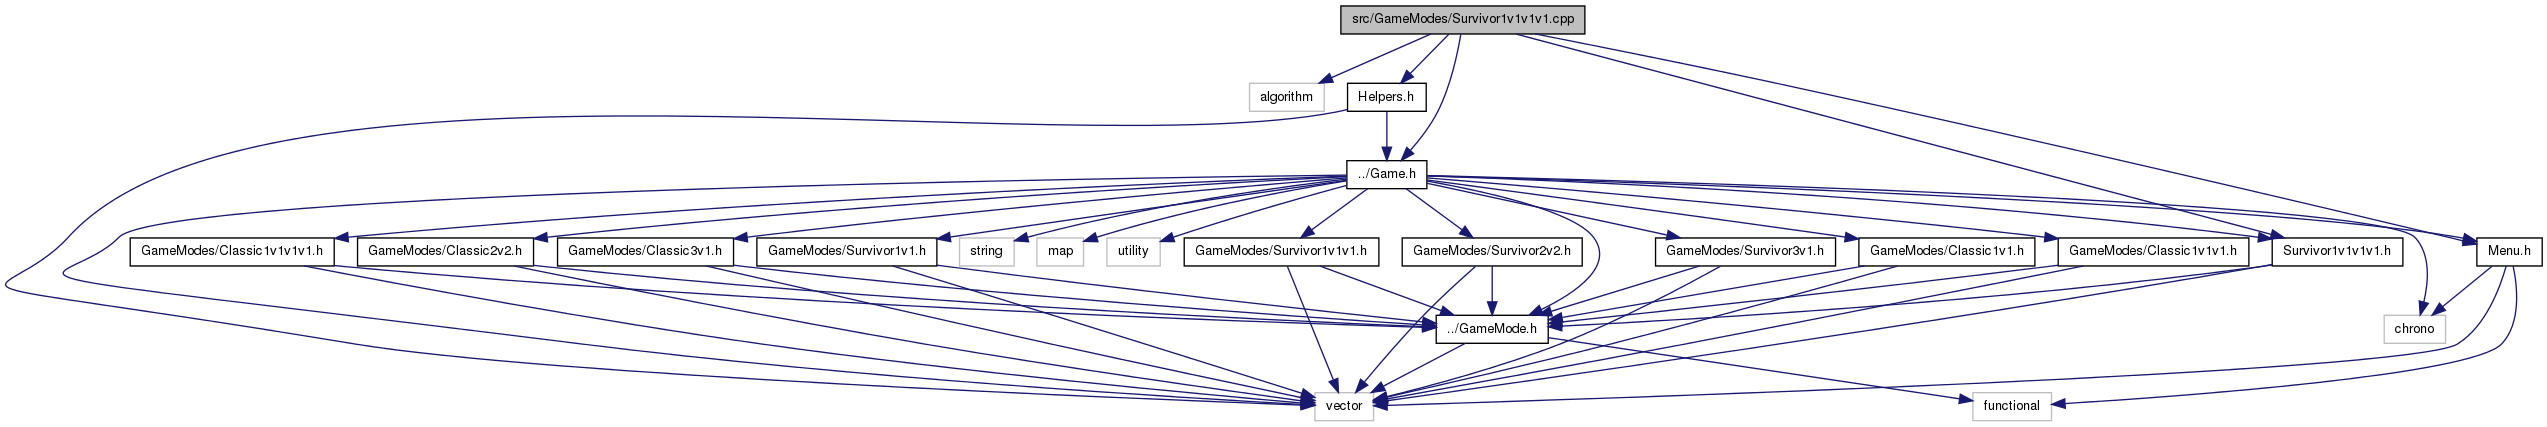 src/GameModes/Survivor1v1v1v1.cpp
algorithm
Helpers.h
../Game.h
GameModes/Classic1v1v1v1.h
GameModes/Classic2v2.h
GameModes/Classic3v1.h
GameModes/Survivor1v1.h
string
map
utility
GameModes/Survivor1v1v1.h
GameModes/Survivor2v2.h
GameModes/Survivor3v1.h
GameModes/Classic1v1.h
GameModes/Classic1v1v1.h
Survivor1v1v1v1.h
Menu.h
../GameMode.h
chrono
vector
functional